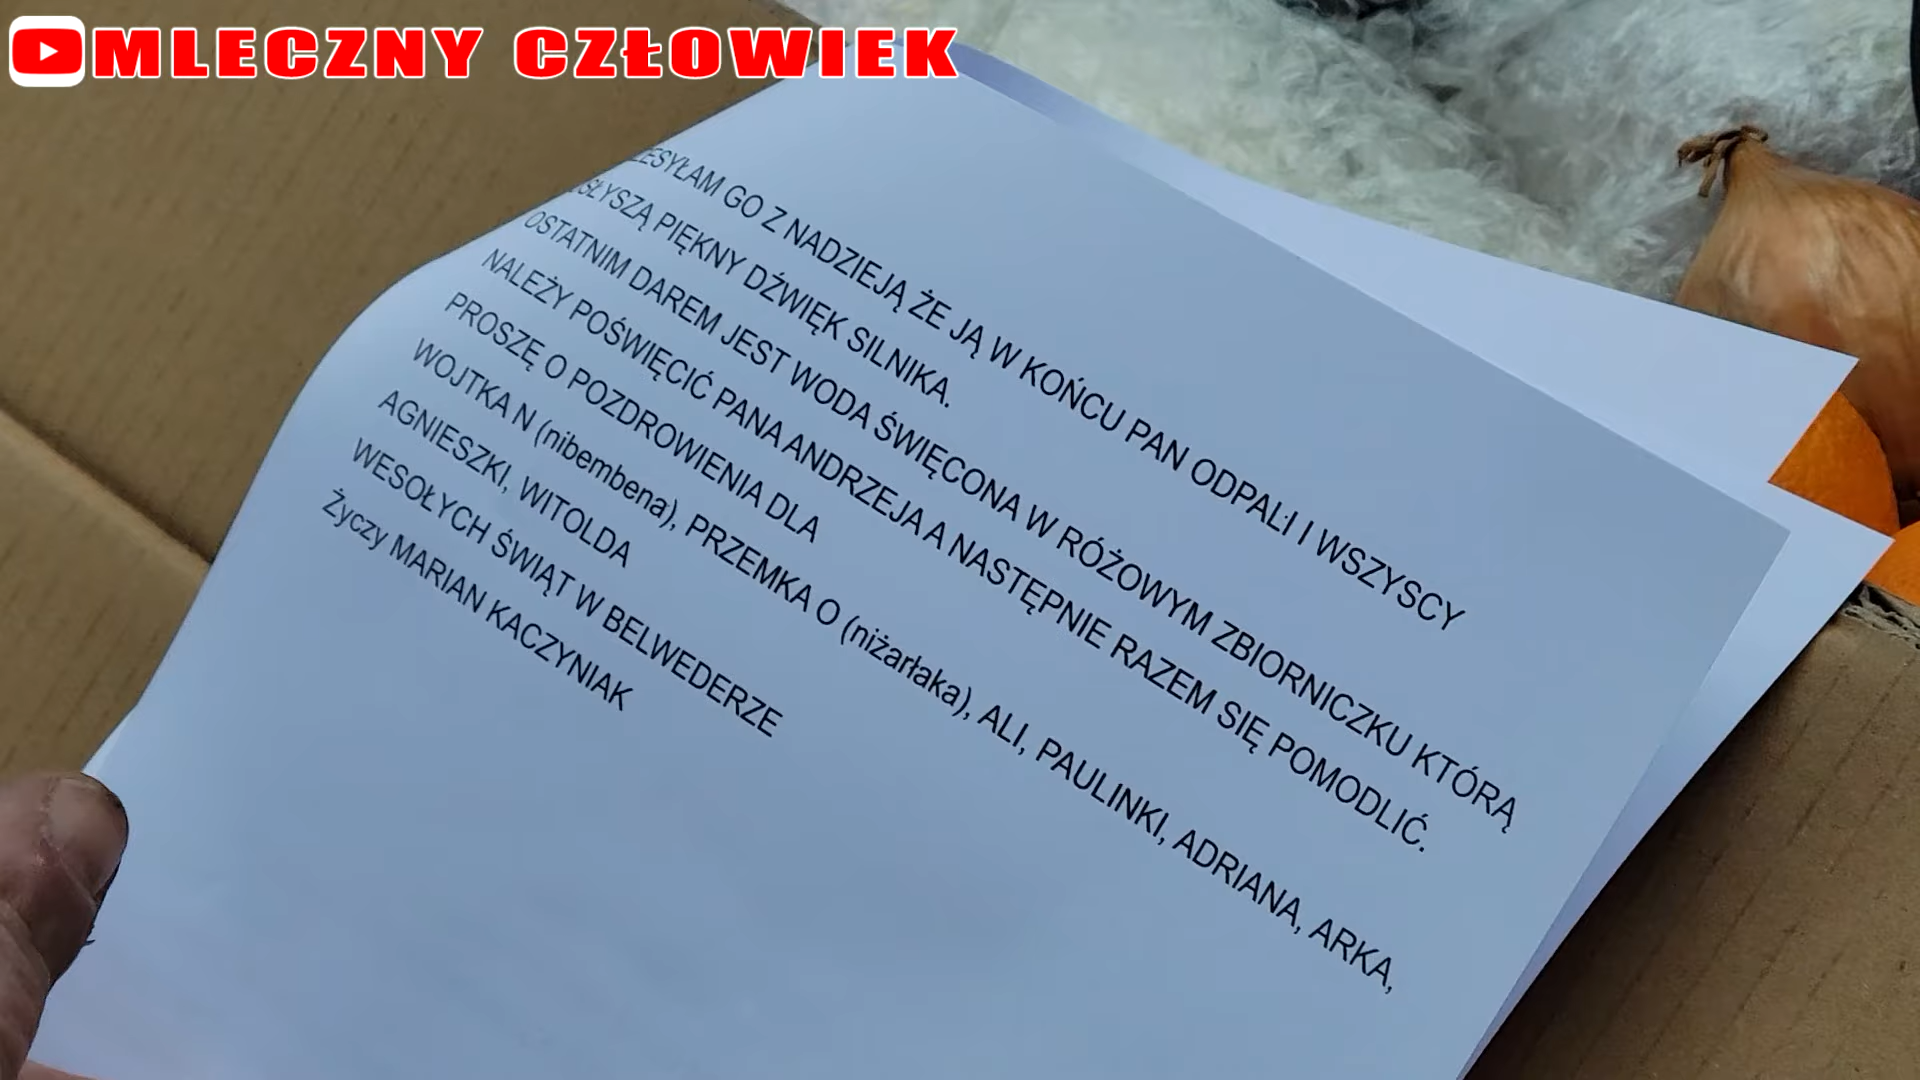 MLECZNY CZŁOWIEK
GO Z NADZIEJĄ ŻE JĄ W KOŃCU PAN ODPALI I WSZYSCY
PIĘKNY DŹWIĘK SILNIKA.
OSTATNIM DAREM JEST WODA ŚWIĘCONA W RÓŻOWYM ZBIORNICZKU KTÓRĄ
NALEŻY POŚWIĘCIĆ PANA ANDRZEJA A NASTĘPNIE RAZEM SIĘ POMODLIĆ.
PROSZĘ O POZDROWIENIA DLA
WOJTKA N (nibembena), PRZEMKA O (niżarłaka), ALI, PAULINKI, ADRIANA, ARKA,
AGNIESZKI, WITOLDA
WESOŁYCH ŚWIĄT W BELWEDERZE
Życzy MARIAN KACZYNIAK